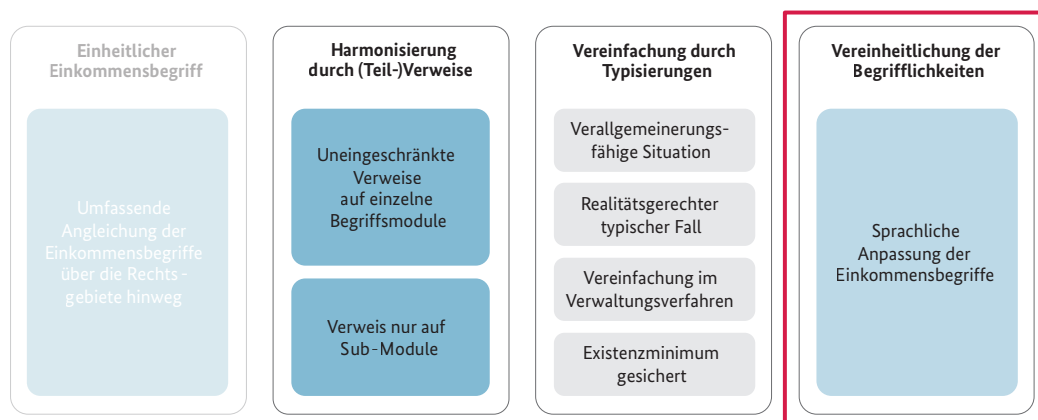 Einheitlicher
Einkommensbegriff
Umfassende
Angleichung der
Einkommensbegriffe
über die Rechts-
gebiete hinweg
Harmonisierung
durch (Teil-)Verweise
Uneingeschränkte
Verweise
auf einzelne
Begriffsmodule
Verweis nur auf
Sub-Module
Vereinfachung durch
Typisierungen
Verallgemeinerungs-
fähige Situation
Realitätsgerechter
typischer Fall
Vereinfachung im
Verwaltungsverfahren
Existenzminimum
gesichert
Vereinheitlichung der
Begrifflichkeiten
Sprachliche
Anpassung der
Einkommensbegriffe